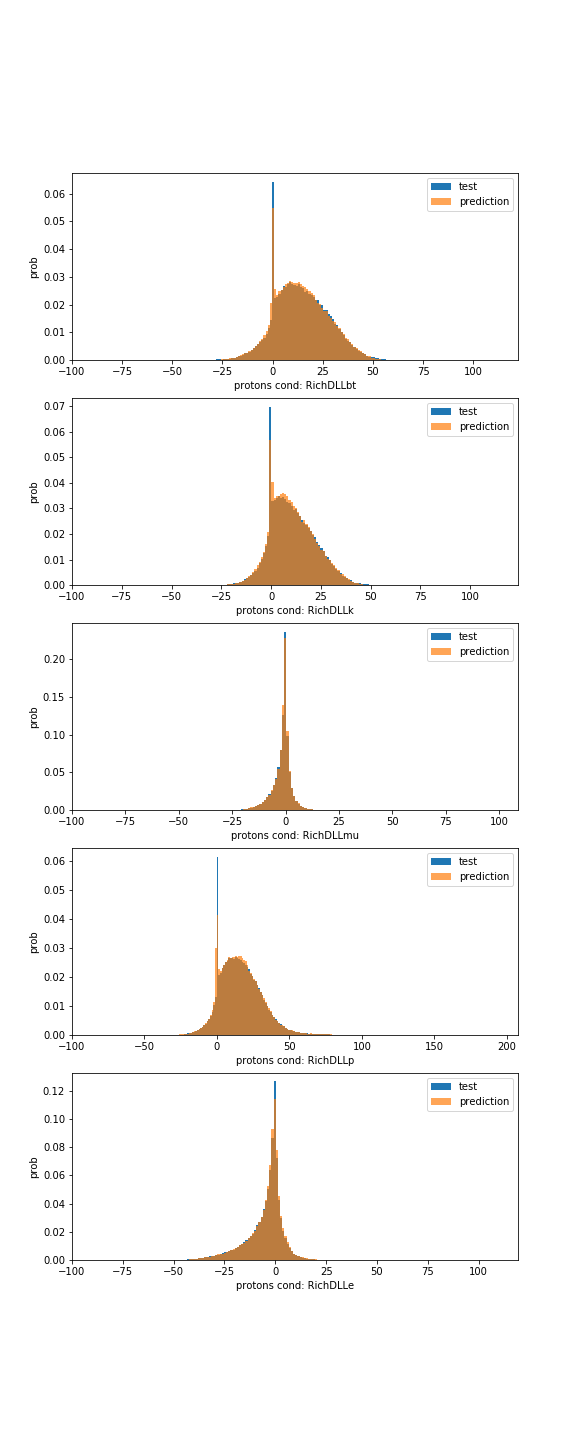 test
prediction
prob
0.06
0.05
0.04
0.03
0.02
0.01
0.00
−100 −75 −50 −25 0 25 50 75 100
protons cond: RichDLLbt
test
prediction
prob
0.07
0.06
0.05
0.04
0.03
0.02
0.01
0.00
−100 −75 −50 −25 0 25 50 75 100
protons cond: RichDLLk
test
prediction
prob
0.20
0.15
0.10
0.05
0.00
−100 −75 −50 −25 0 25 50 75 100
protons cond: RichDLLmu
test
prediction
prob
0.06
0.05
0.04
0.03
0.02
0.01
0.00
−100 −50 0 50 100 150 200
protons cond: RichDLLp
test
prediction
prob
0.12
0.10
0.08
0.06
0.04
0.02
0.00
−100 −75 −50 −25 0 25 50 75 100
protons cond: RichDLLe